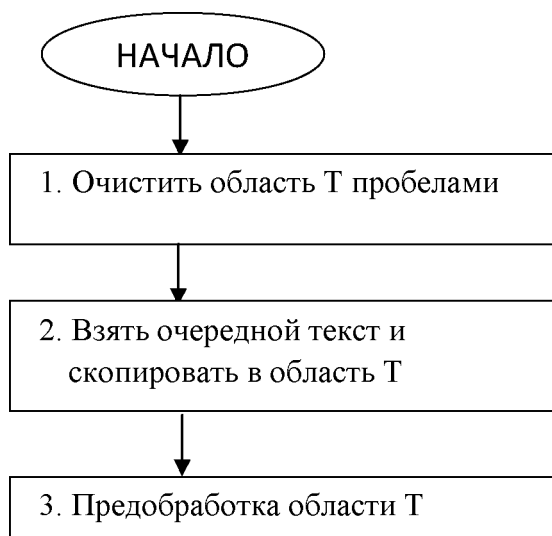 НАЧАЛО
1. Очистить область Т пробелами
2. Взять очередной текст и
скопировать в область Т
3. Предобработка области Т